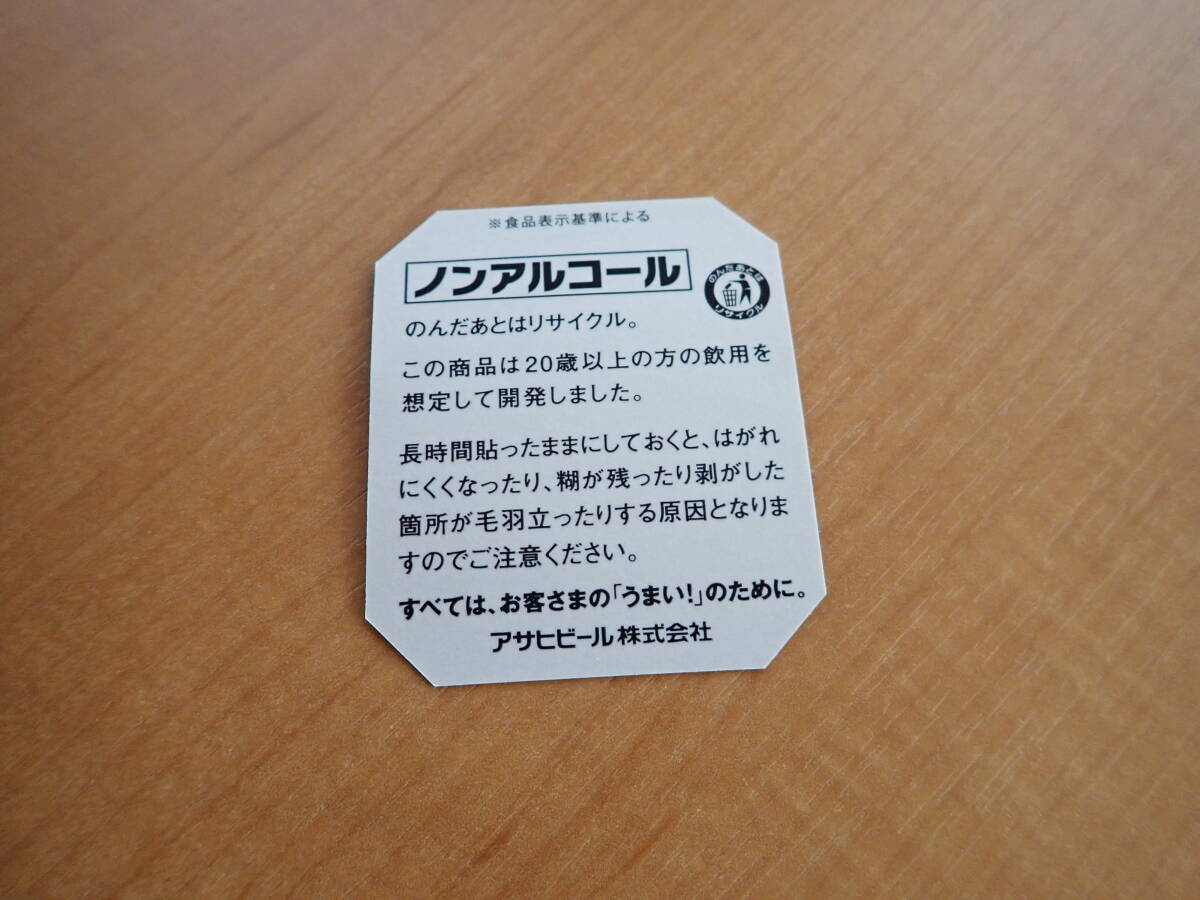 ※食品表示基準による
ノンアルコール
のんだあとは
リサイクル
のんだあとはリサイクル。
この商品は20歳以上の方の飲用を
想定して開発しました。
長時間貼ったままにしておくと、はがれ
にくくなったり、糊が残ったり剥がした
箇所が毛羽立ったりする原因となりま
すのでご注意ください。
すべては、お客さまの「うまい!」のために。
アサヒビール株式会社